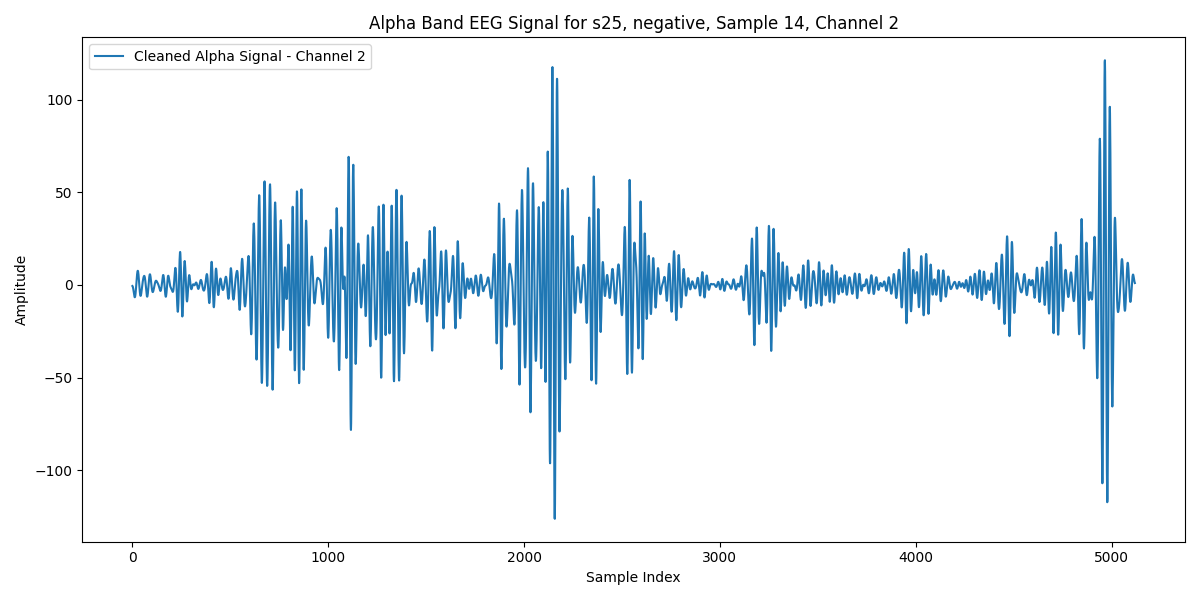 Alpha Band EEG Signal for s25, negative, Sample 14, Channel 2
Cleaned Alpha Signal - Channel 2
Amplitude
100
50
0
−50
−100
0 1000 2000 3000 4000 5000
Sample Index